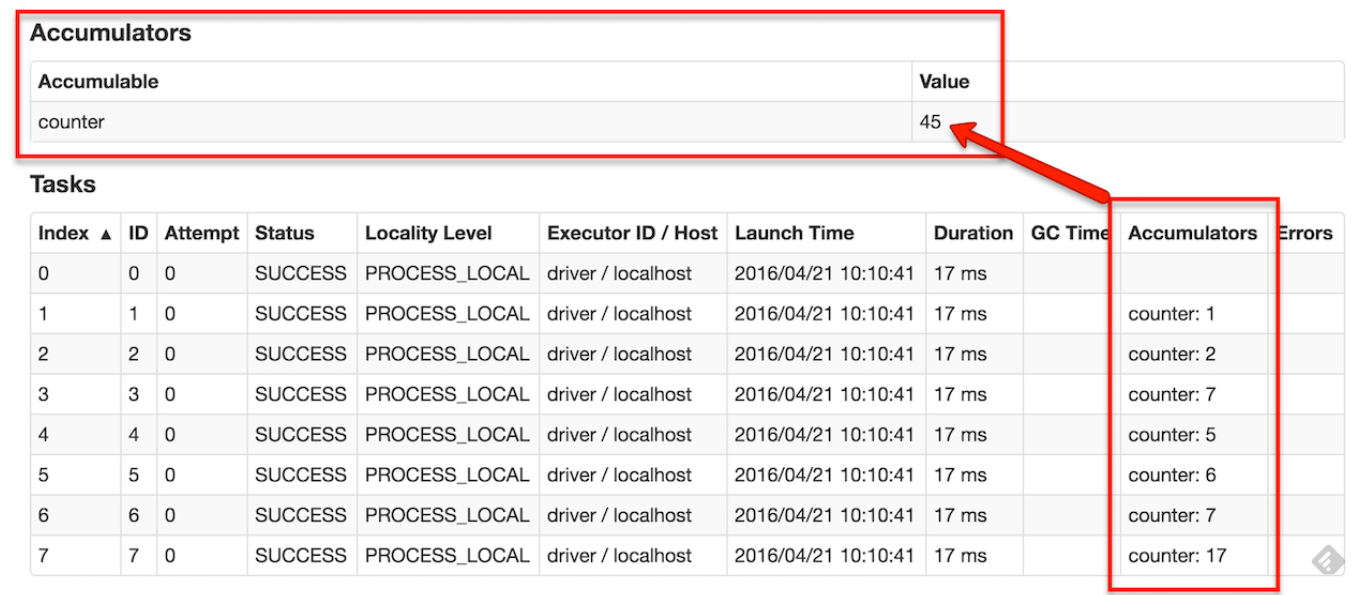 Accumulators
Accumulable Value
counter 45
Tasks
Index ▲ ID Attempt Status Locality Level Executor ID / Host Launch Time Duration GC Time Accumulators Errors
0 0 0 SUCCESS PROCESS_LOCAL driver / localhost 2016/04/21 10:10:41 17 ms
1 1 0 SUCCESS PROCESS_LOCAL driver / localhost 2016/04/21 10:10:41 17 ms counter: 1
2 2 0 SUCCESS PROCESS_LOCAL driver / localhost 2016/04/21 10:10:41 17 ms counter: 2
3 3 0 SUCCESS PROCESS_LOCAL driver / localhost 2016/04/21 10:10:41 17 ms counter: 7
4 4 0 SUCCESS PROCESS_LOCAL driver / localhost 2016/04/21 10:10:41 17 ms counter: 5
5 5 0 SUCCESS PROCESS_LOCAL driver / localhost 2016/04/21 10:10:41 17 ms counter: 6
6 6 0 SUCCESS PROCESS_LOCAL driver / localhost 2016/04/21 10:10:41 17 ms counter: 7
7 7 0 SUCCESS PROCESS_LOCAL driver / localhost 2016/04/21 10:10:41 17 ms counter: 17